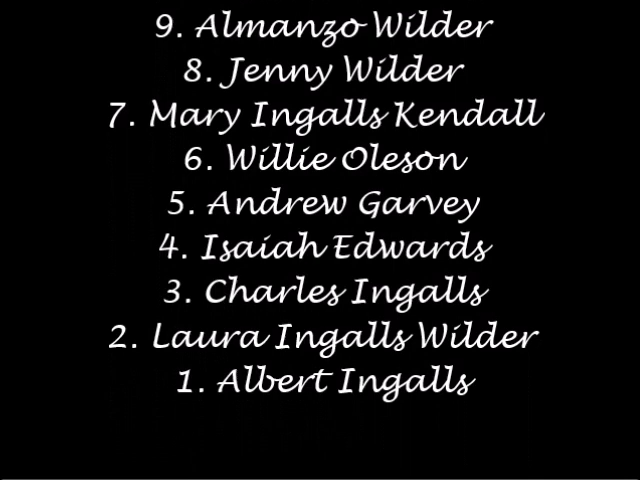 9. Almanzo Wilder
8. Jenny Wilder
7. Mary Ingalls Kendall
6. Willie Oleson
5. Andrew Garvey
4. Isaiah Edwards
3. Charles Ingalls
2. Laura Ingalls Wilder
1. Albert Ingalls